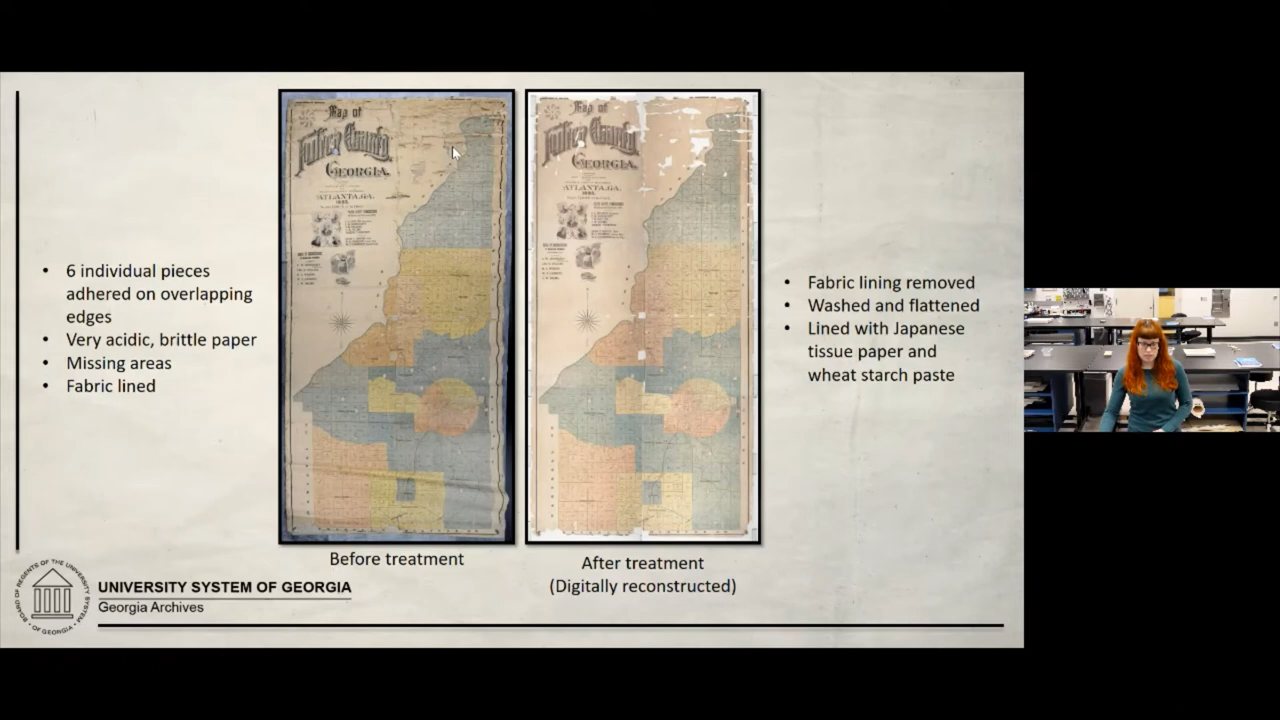 Map of
Fulton County
GEORGIA.
ATLANTA, GA.
Map of
Fulton County
GEORGIA.
ATLANTA, GA.
• 6 individual pieces
adhered on overlapping
edges
• Very acidic, brittle paper
• Missing areas
• Fabric lined
• Fabric lining removed
• Washed and flattened
• Lined with Japanese
tissue paper and
wheat starch paste
Before treatment
After treatment
(Digitally reconstructed)
BOARD OF REGENTS OF THE UNIVERSITY SYSTEM • OF GEORGIA •
UNIVERSITY SYSTEM OF GEORGIA
Georgia Archives